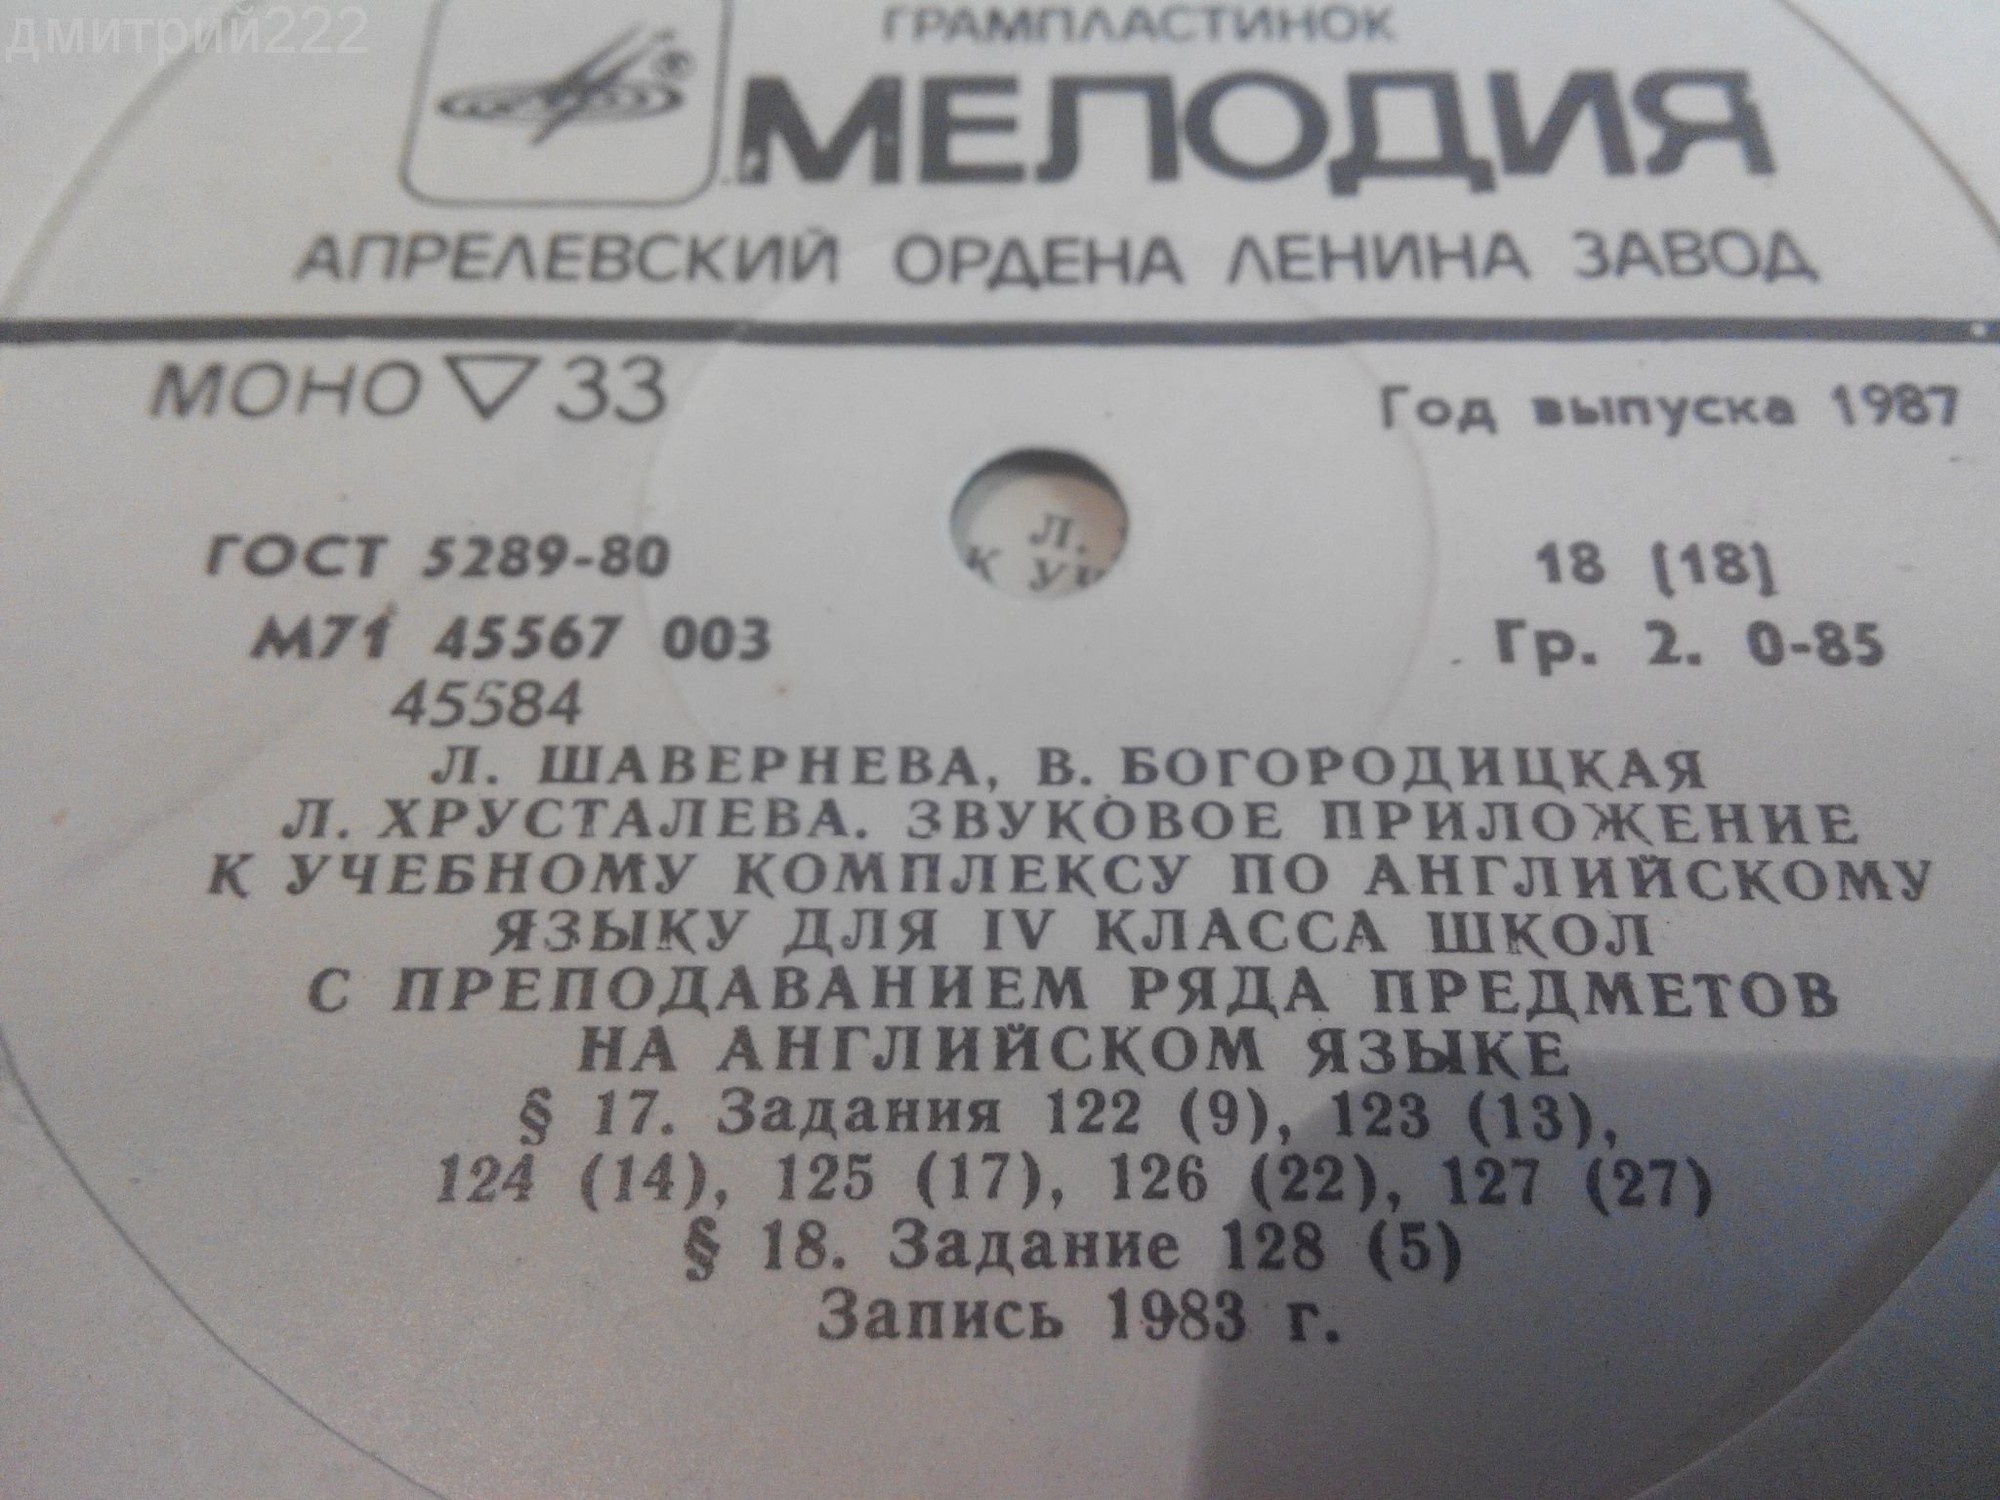 дмитрий222
ГРАМПЛАСТИНОК
МЕЛОДИЯ
АПРЕЛЕВСКИЙ ОРДЕНА ЛЕНИНА ЗАВОД
МОНО ▽ 33
Год выпуска 1987
Л.
К УЧ
ГОСТ 5289-80
18 [18]
М71 45567 003
Гр. 2. 0-85
45584
Л. ШАВЕРНЕВА, В. БОГОРОДИЦКАЯ
Л. ХРУСТАЛЕВА. ЗВУКОВОЕ ПРИЛОЖЕНИЕ
К УЧЕБНОМУ КОМПЛЕКСУ ПО АНГЛИЙСКОМУ
ЯЗЫКУ ДЛЯ IV КЛАССА ШКОЛ
С ПРЕПОДАВАНИЕМ РЯДА ПРЕДМЕТОВ
НА АНГЛИЙСКОМ ЯЗЫКЕ
§ 17. Задания 122 (9), 123 (13),
124 (14), 125 (17), 126 (22), 127 (27)
§ 18. Задание 128 (5)
Запись 1983 г.